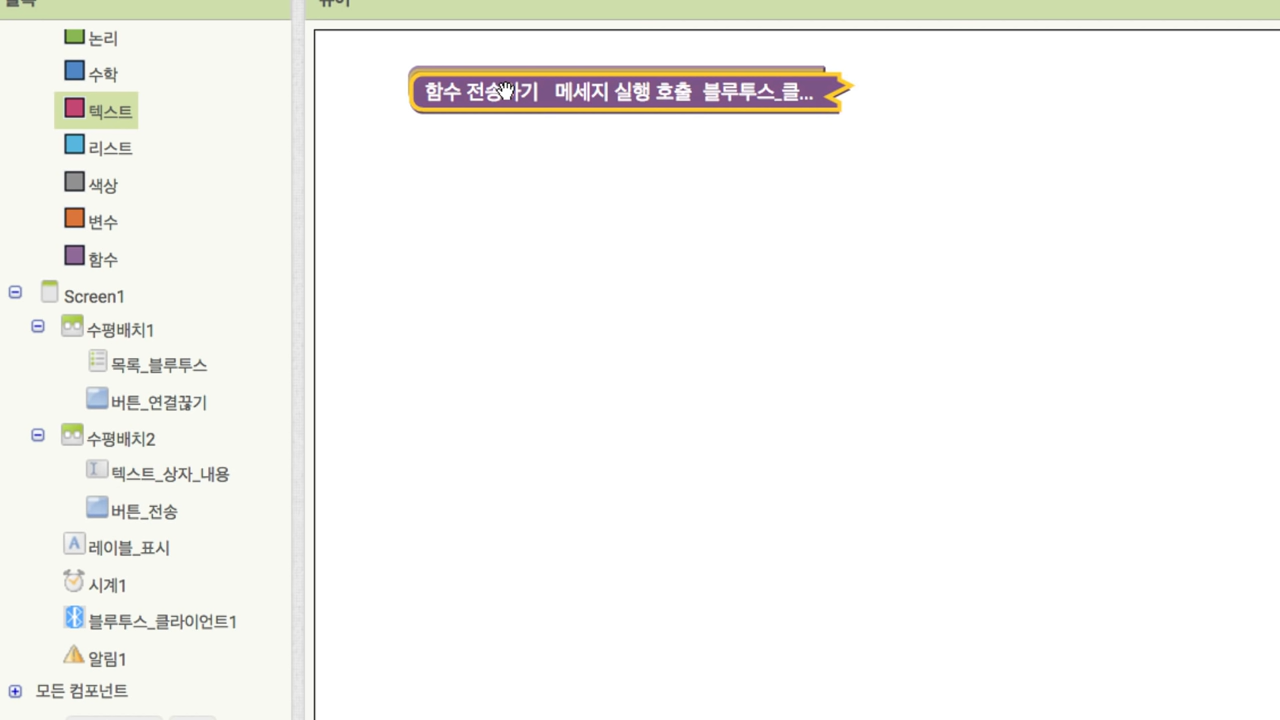 논리
수학
텍스트
리스트
색상
변수
함수
Screen1
수평배치1
목록_블루투스
버튼_연결끊기
수평배치2
텍스트_상자_내용
버튼_전송
레이블_표시
시계1
블루투스_클라이언트1
알림1
모든 컴포넌트
함수 전송하기 메세지 실행 호출 블루투스_클...